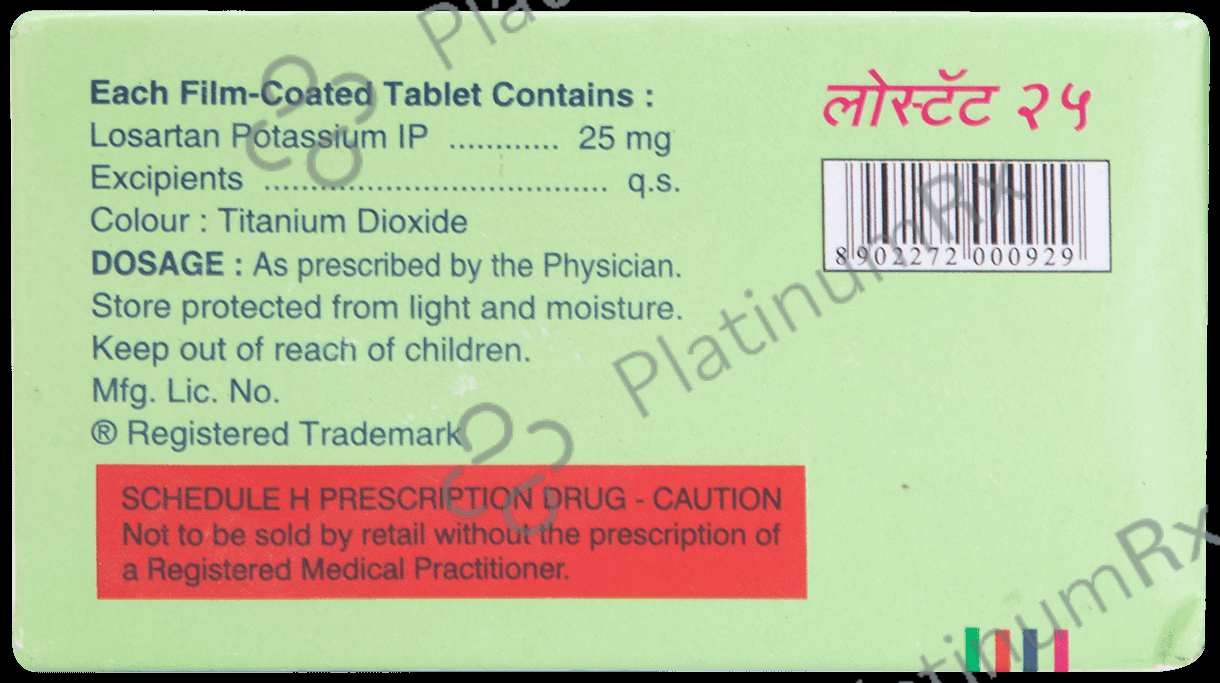 Each Film-Coated Tablet Contains :
Losartan Potassium IP ............ 25 mg
Excipients ..................................... q.s.
Colour : Titanium Dioxide
DOSAGE : As prescribed by the Physician.
Store protected from light and moisture.
Keep out of reach of children.
Mfg. Lic. No.
® Registered Trademark
SCHEDULE H PRESCRIPTION DRUG - CAUTION
Not to be sold by retail without the prescription of
a Registered Medical Practitioner.
लोस्टॅट २५
8 902272 000929
Plat
PlatinumRx
tinumRx